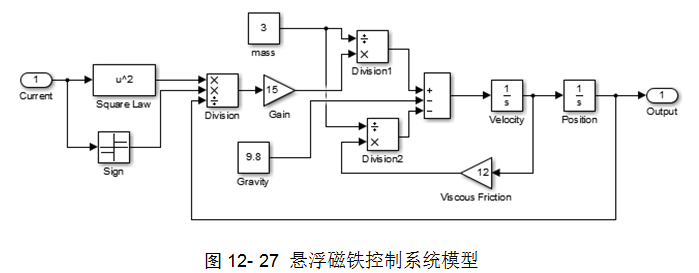 3
mass
÷
×
Division1
1
Current
u^2
Square Law
×
×
÷
Division
15
Gain
+
−
−
1
s
Velocity
1
s
Position
1
Output
Sign
9.8
Gravity
÷
×
Division2
12
Viscous Friction
图 12- 27 悬浮磁铁控制系统模型